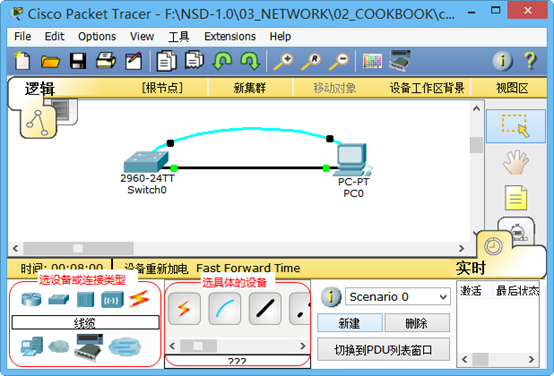 Cisco Packet Tracer - F:\NSD-1.0\03_NETWORK\02_COOKBOOK\c...
File Edit Options View 工具 Extensions Help
逻辑 [根节点] 新集群 移动对象 设备工作区背景 视图区
2960-24TT
Switch0
PC-PT
PC0
时间: 00:08:00 设备重新加电 Fast Forward Time 实时
选设备或连接类型
选具体的设备
线缆
???
Scenario 0
新建 删除
切换到PDU列表窗口
激活 最后状态